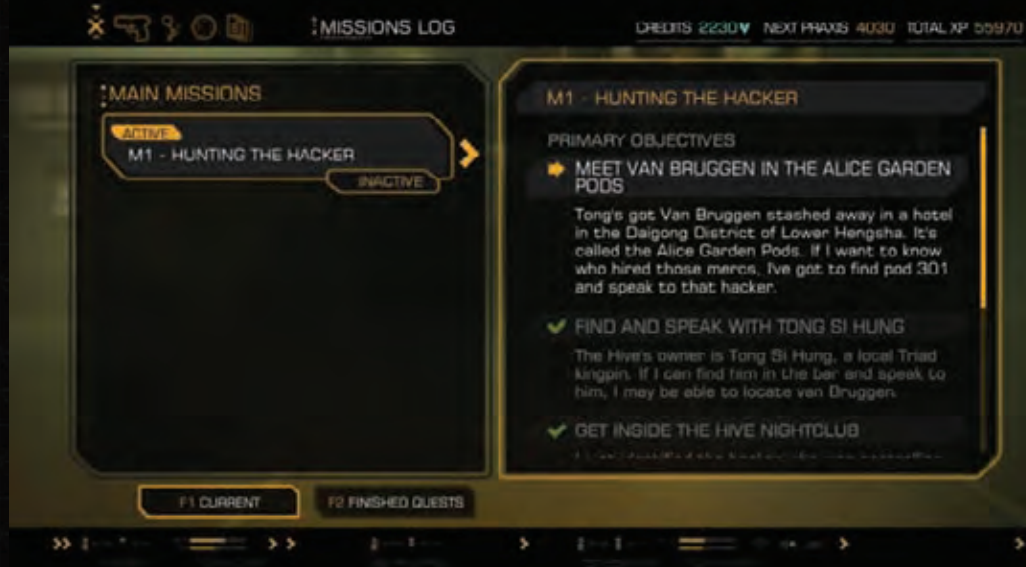 MISSIONS LOG
CREDITS 2230 NEXT PRAXIS 4030 TOTAL XP 55970
MAIN MISSIONS
ACTIVE
M1 - HUNTING THE HACKER
INACTIVE
F1 CURRENT
F2 FINISHED QUESTS
M1 - HUNTING THE HACKER
PRIMARY OBJECTIVES
MEET VAN BRUGGEN IN THE ALICE GARDEN
PODS
Tong's got Van Bruggen stashed away in a hotel
in the Daigong District of Lower Hengsha. It's
called the Alice Garden Pods. If I want to know
who hired those mercs, I've got to find pod 301
and speak to that hacker.
FIND AND SPEAK WITH TONG SI HUNG
The Hive's owner is Tong Si Hung, a local Triad
kingpin. If I can find him in the bar and speak to
him, I may be able to locate van Bruggen.
GET INSIDE THE HIVE NIGHTCLUB